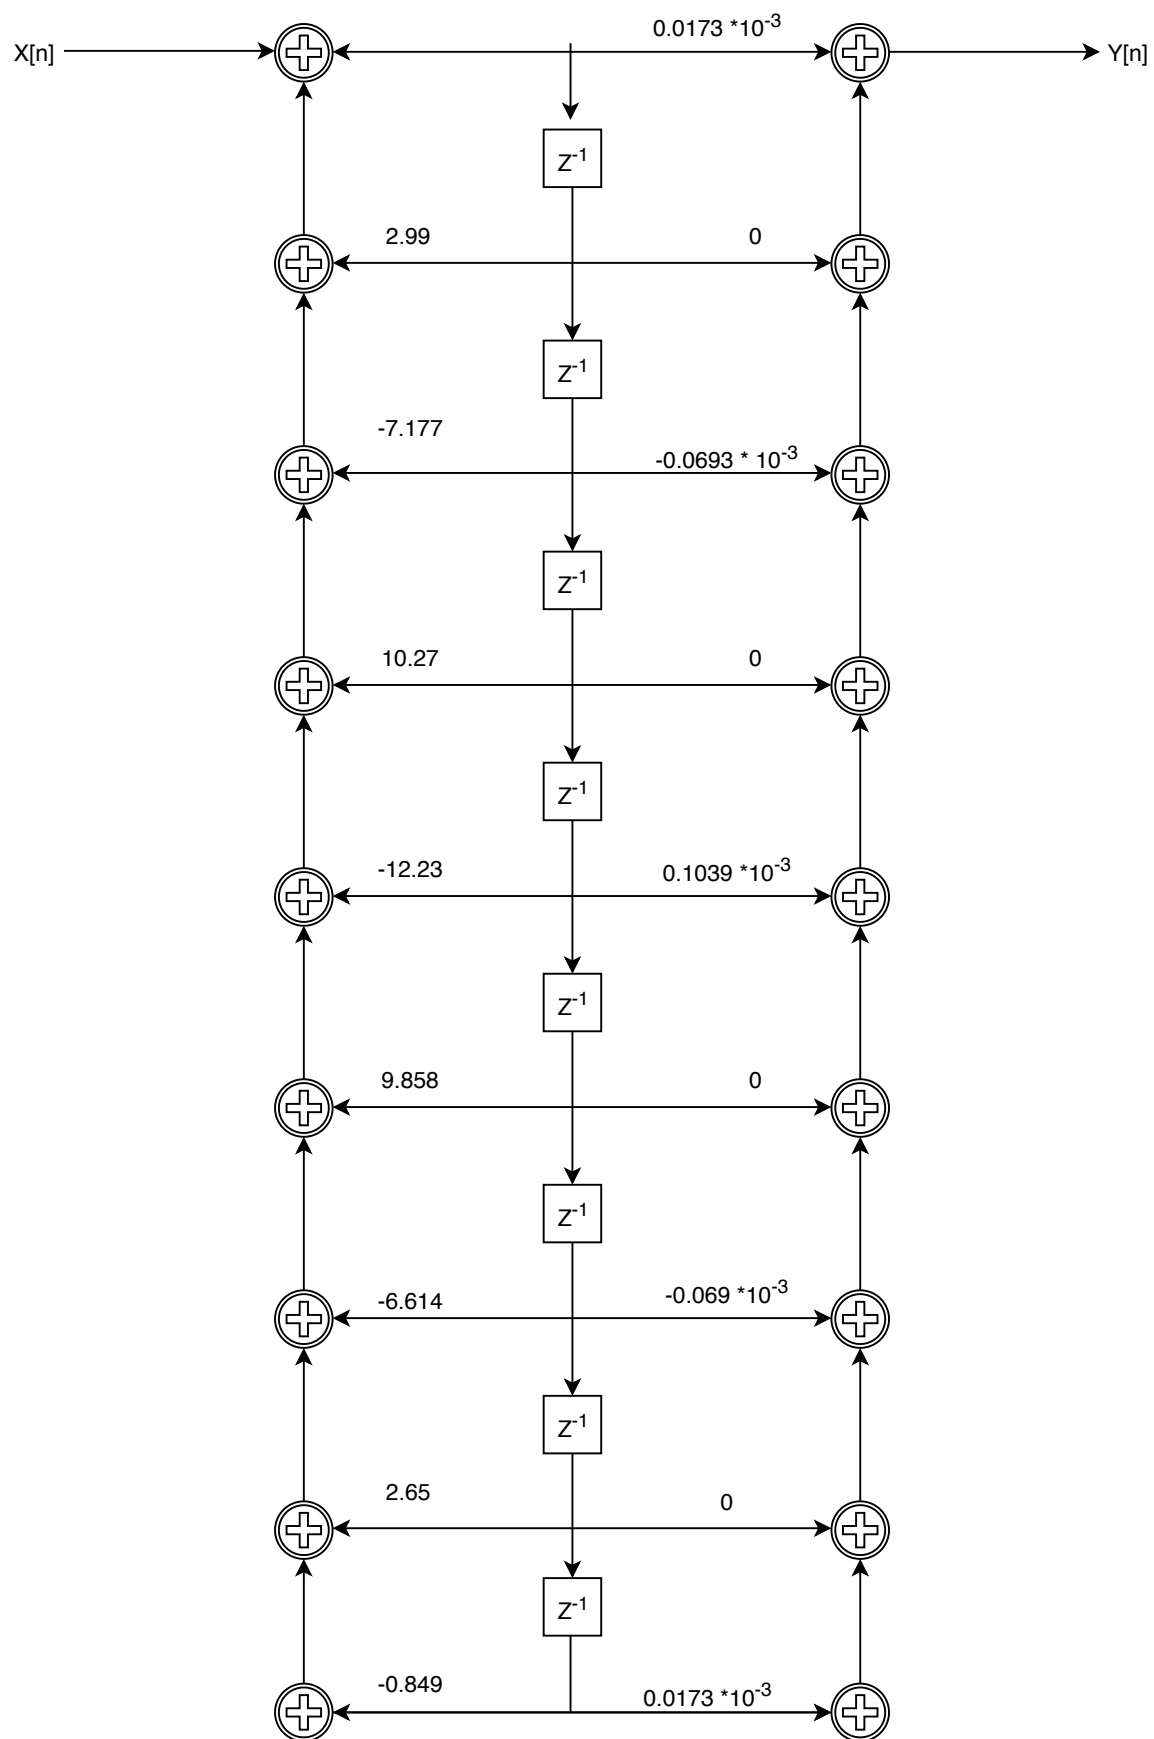 0.0173 *10⁻³
X[n]
Y[n]
Z⁻¹
2.99
0
Z⁻¹
-7.177
-0.0693 * 10⁻³
Z⁻¹
10.27
0
Z⁻¹
-12.23
0.1039 *10⁻³
Z⁻¹
9.858
0
Z⁻¹
-6.614
-0.069 *10⁻³
Z⁻¹
2.65
0
Z⁻¹
-0.849
0.0173 *10⁻³